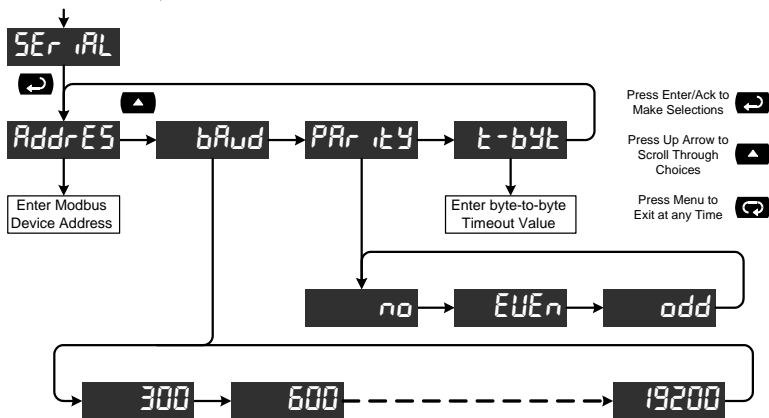 SEriAL
AddrES
bAud
PAritY
t-bYt
Press Enter/Ack to
Make Selections
Press Up Arrow to
Scroll Through
Choices
Press Menu to
Exit at any Time
Enter Modbus
Device Address
Enter byte-to-byte
Timeout Value
no
EVEn
odd
300
600
19200